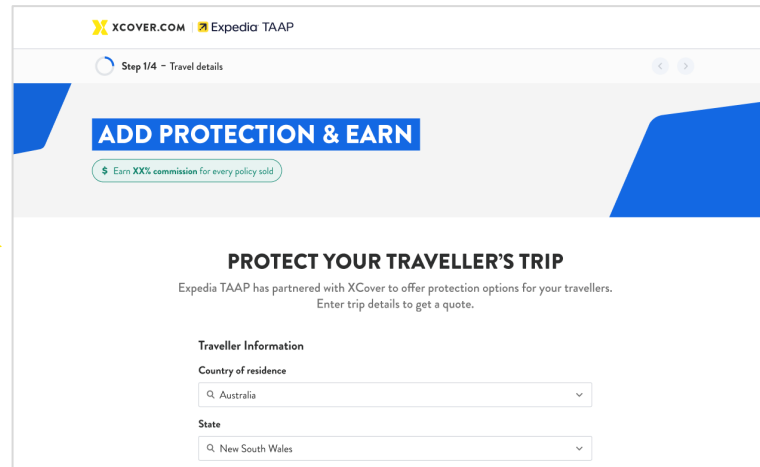 XCOVER.COM | Expedia TAAP
Step 1/4 – Travel details
ADD PROTECTION & EARN
$ Earn XX% commission for every policy sold
PROTECT YOUR TRAVELLER'S TRIP
Expedia TAAP has partnered with XCover to offer protection options for your travellers.
Enter trip details to get a quote.
Traveller Information
Country of residence
Australia
State
New South Wales